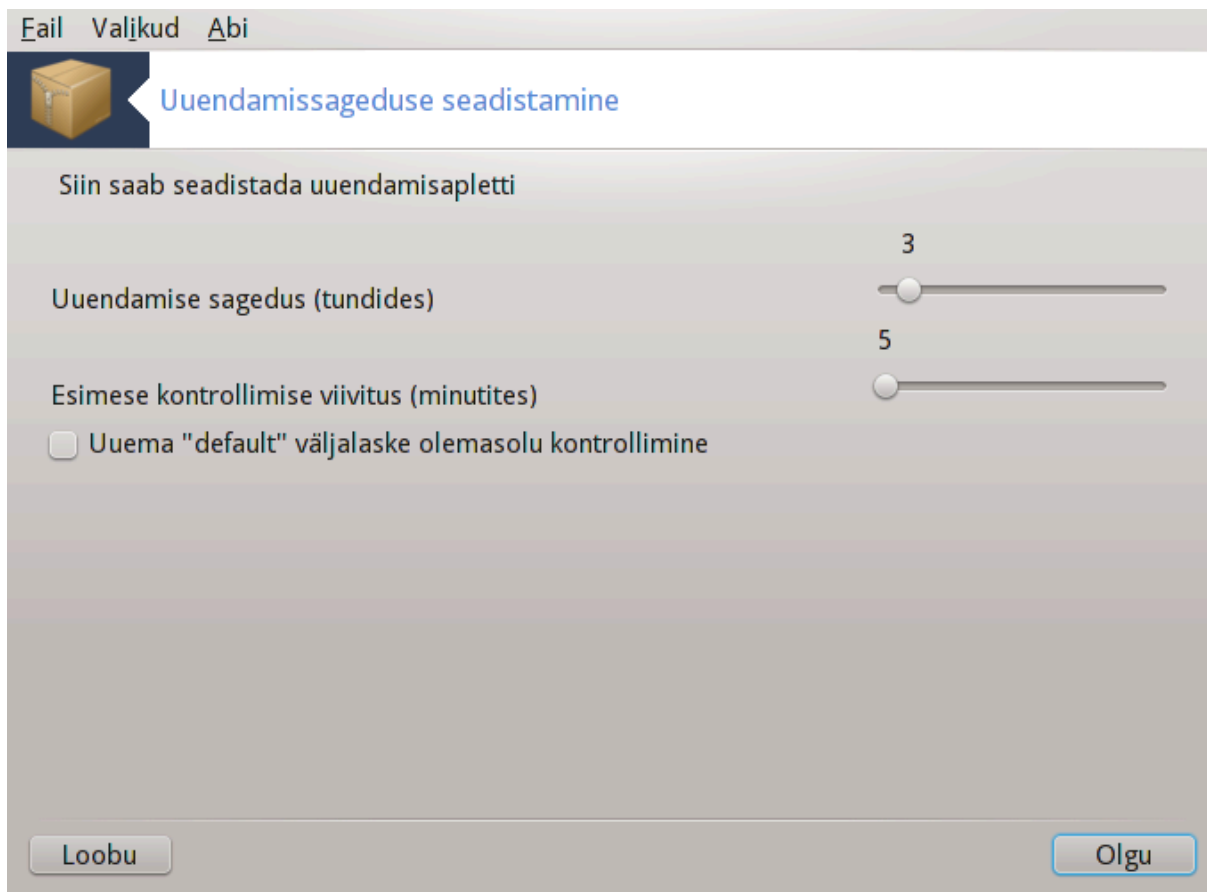 Fail Valikud Abi
Uuendamissageduse seadistamine
Siin saab seadistada uuendamisapletti
3
Uuendamise sagedus (tundides)
5
Esimese kontrollimise viivitus (minutites)
Uuema "default" väljalaske olemasolu kontrollimine
Loobu Olgu